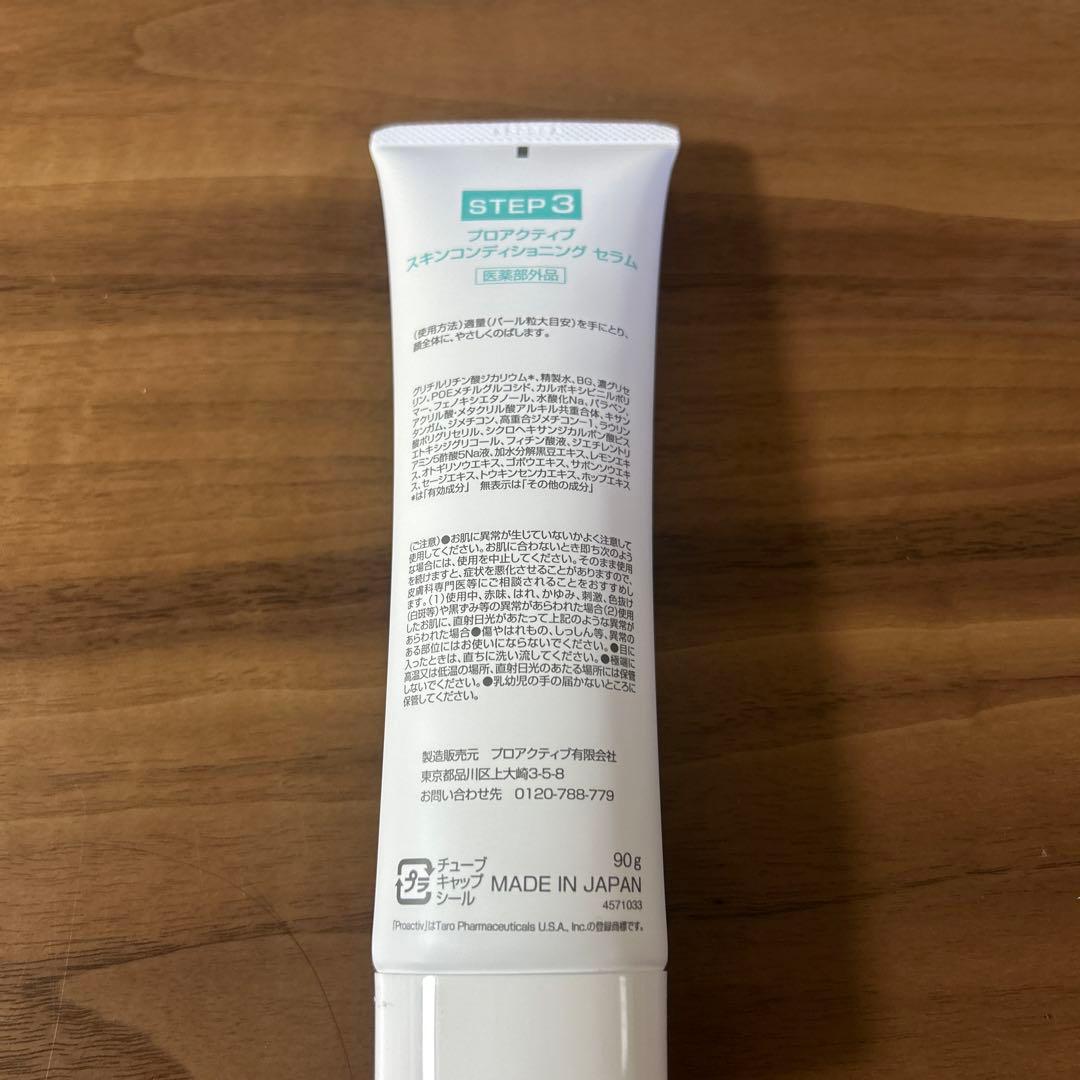 STEP 3
プロアクティブ
スキンコンディショニング セラム
医薬部外品
〈使用方法〉適量(パール粒大目安)を手にとり、
顔全体に、やさしくのばします。
グリチルリチン酸ジカリウム*、精製水、BG、濃グリセ
リン、POEメチルグルコシド、カルボキシビニルポリ
マー、フェノキシエタノール、水酸化Na、パラベン、
アクリル酸・メタクリル酸アルキル共重合体、キサン
タンガム、ジメチコン、高重合ジメチコン-1、ラウリン
酸ポリグリセリル、シクロヘキサンジカルボン酸ビス
エトキシジグリコール、フィチン酸液、ジエチレントリ
アミン5酢酸5Na液、加水分解黒豆エキス、レモンエキ
ス、オトギリソウエキス、ゴボウエキス、サボンソウエキ
ス、セージエキス、トウキンセンカエキス、ホップエキス
*は「有効成分」 無表示は「その他の成分」
〈ご注意〉●お肌に異常が生じていないかよく注意して
使用してください。お肌に合わないとき即ち次のよう
な場合には、使用を中止してください。そのまま使用
を続けますと、症状を悪化させることがありますので、
皮膚科専門医等にご相談されることをおすすめし
ます。(1)使用中、赤味、はれ、かゆみ、刺激、色抜け
(白斑等)や黒ずみ等の異常があらわれた場合(2)使用
したお肌に、直射日光があたって上記のような異常が
あらわれた場合●傷やはれもの、しっしん等、異常の
ある部位にはお使いにならないでください。●目に
入ったときは、直ちに洗い流してください。●極端に
高温又は低温の場所、直射日光のあたる場所には保管
しないでください。●乳幼児の手の届かないところに
保管してください。
製造販売元 プロアクティブ有限会社
東京都品川区上大崎3-5-8
お問い合わせ先 0120-788-779
プラ
チューブ
キャップ
シール
90g
MADE IN JAPAN
4571033
「Proactiv」はTaro Pharmaceuticals U.S.A., Inc.の登録商標です。